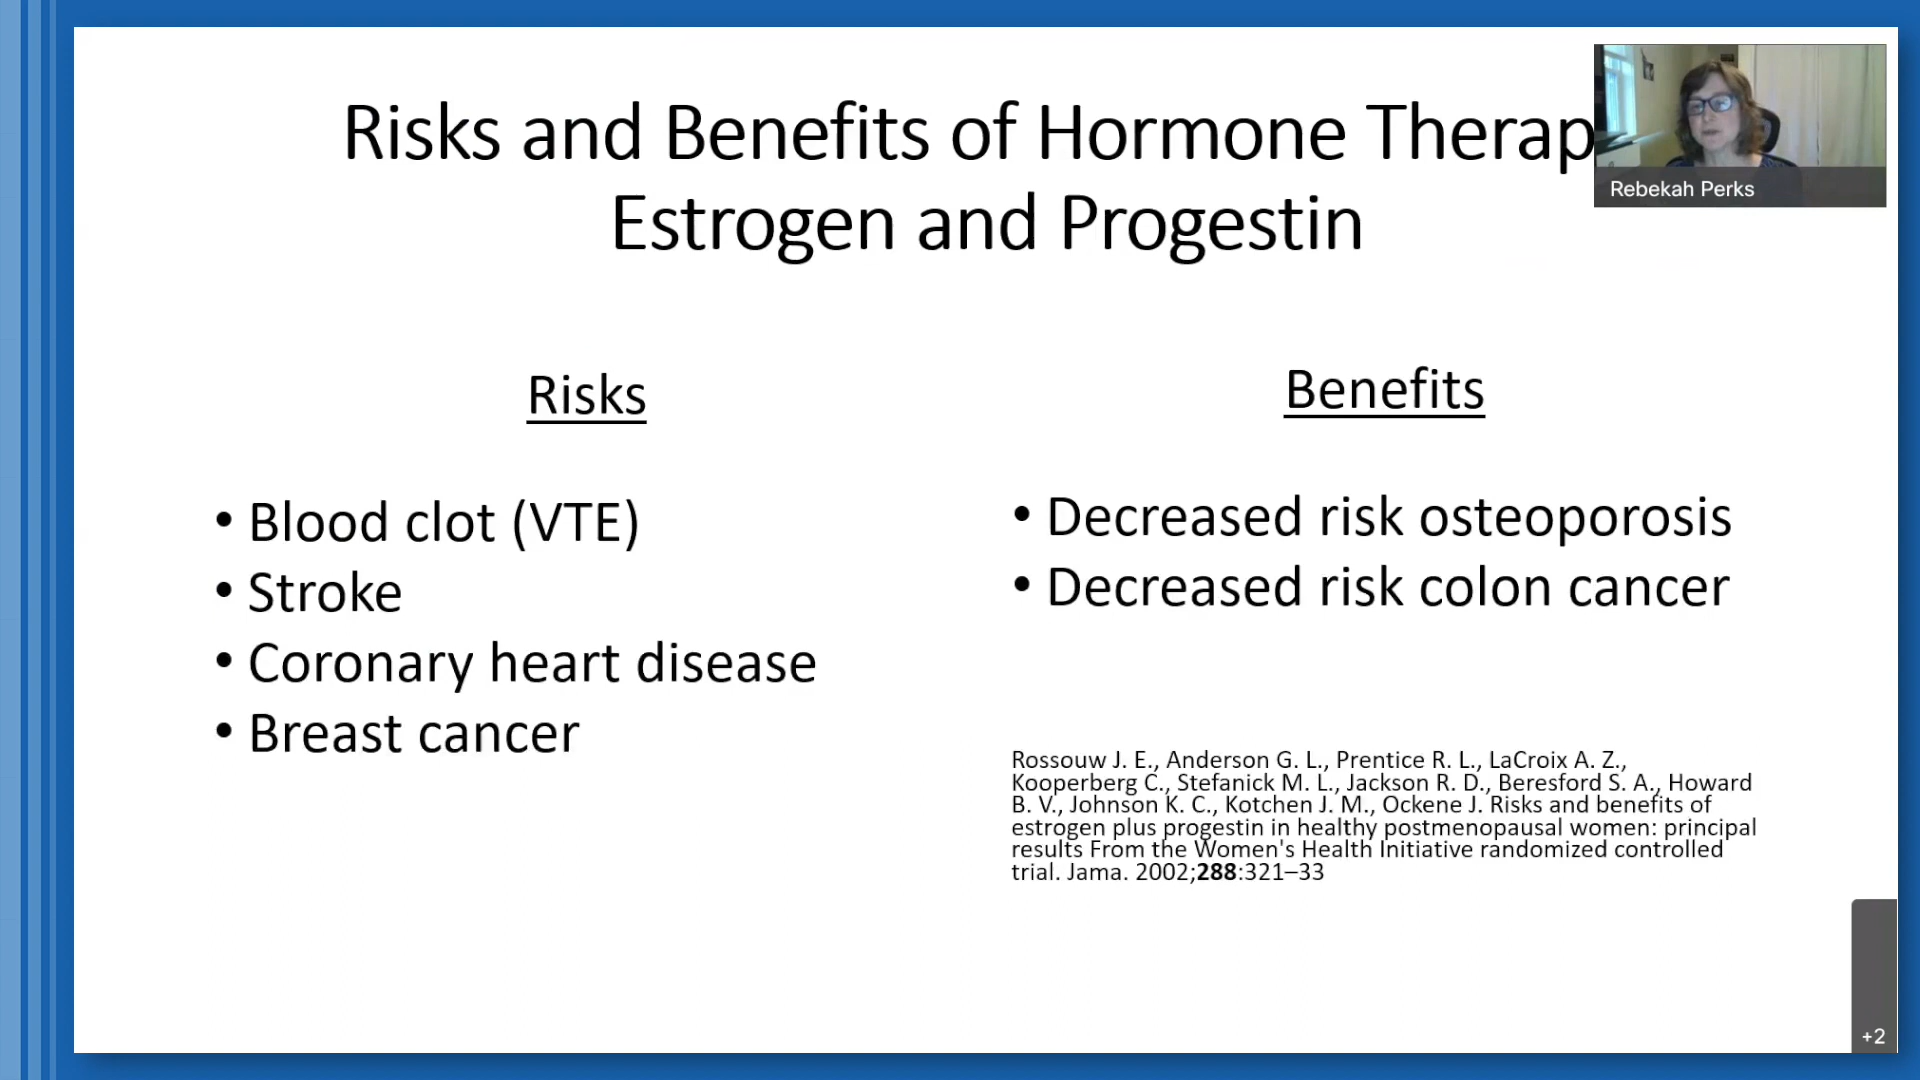 Risks and Benefits of Hormone Therap
Estrogen and Progestin
Rebekah Perks
Risks
• Blood clot (VTE)
• Stroke
• Coronary heart disease
• Breast cancer
Benefits
• Decreased risk osteoporosis
• Decreased risk colon cancer
Rossouw J. E., Anderson G. L., Prentice R. L., LaCroix A. Z.,
Kooperberg C., Stefanick M. L., Jackson R. D., Beresford S. A., Howard
B. V., Johnson K. C., Kotchen J. M., Ockene J. Risks and benefits of
estrogen plus progestin in healthy postmenopausal women: principal
results From the Women's Health Initiative randomized controlled
trial. Jama. 2002;288:321–33
+2